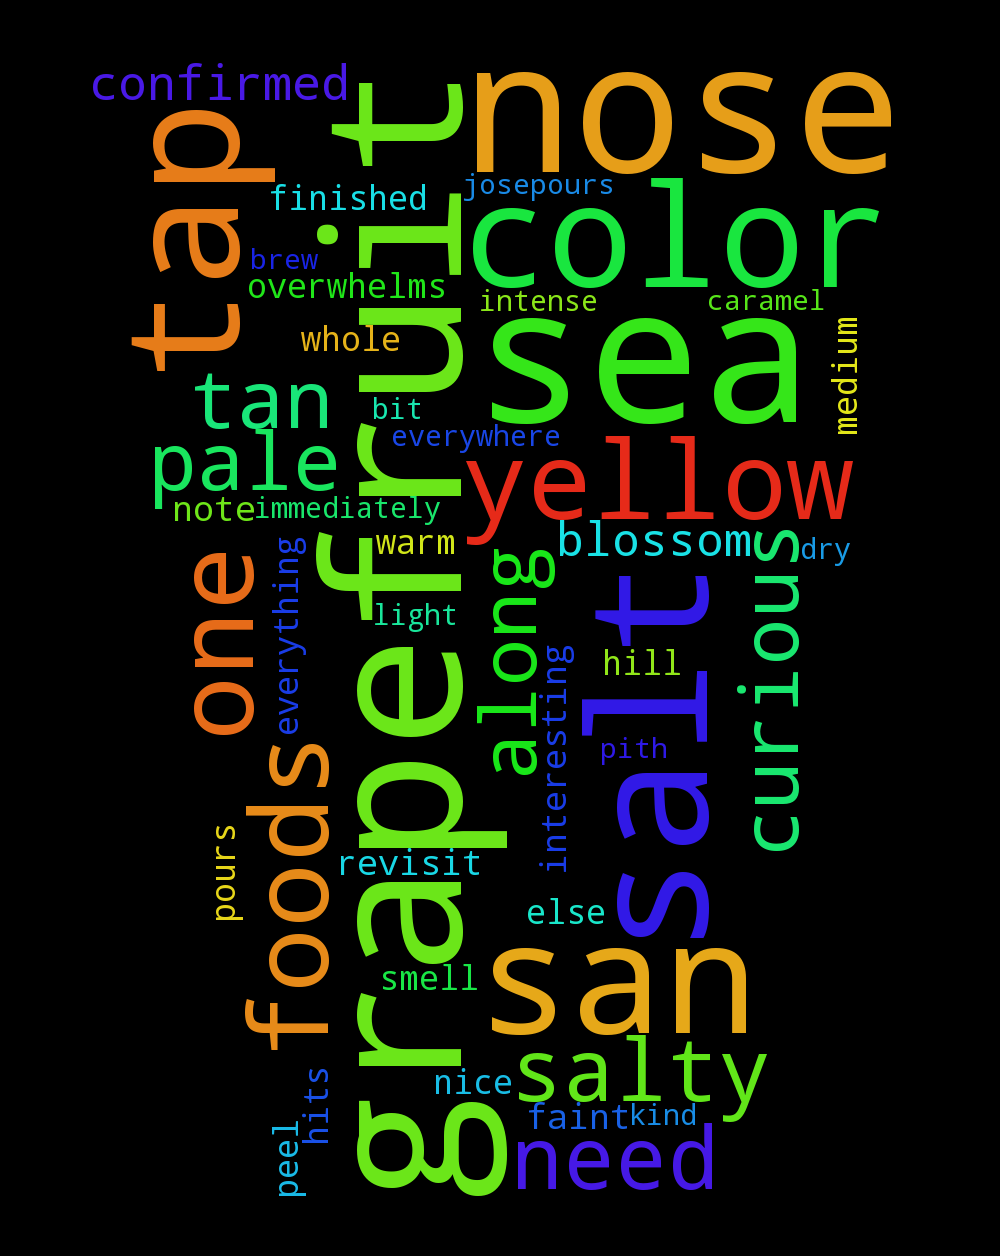 confirmed
nose
tap
grapefruit
josepours
finished
color
brew
overwhelms
intense
caramel
sea
whole
medium
tan
bit
everywhere
pale
yellow
note
immediately
warm
blossom
dry
one
everything
light
along
salt
curious
interesting
hill
pith
foods
pours
revisit
else
smell
san
salty
nice
hits
faint
kind
peel
need